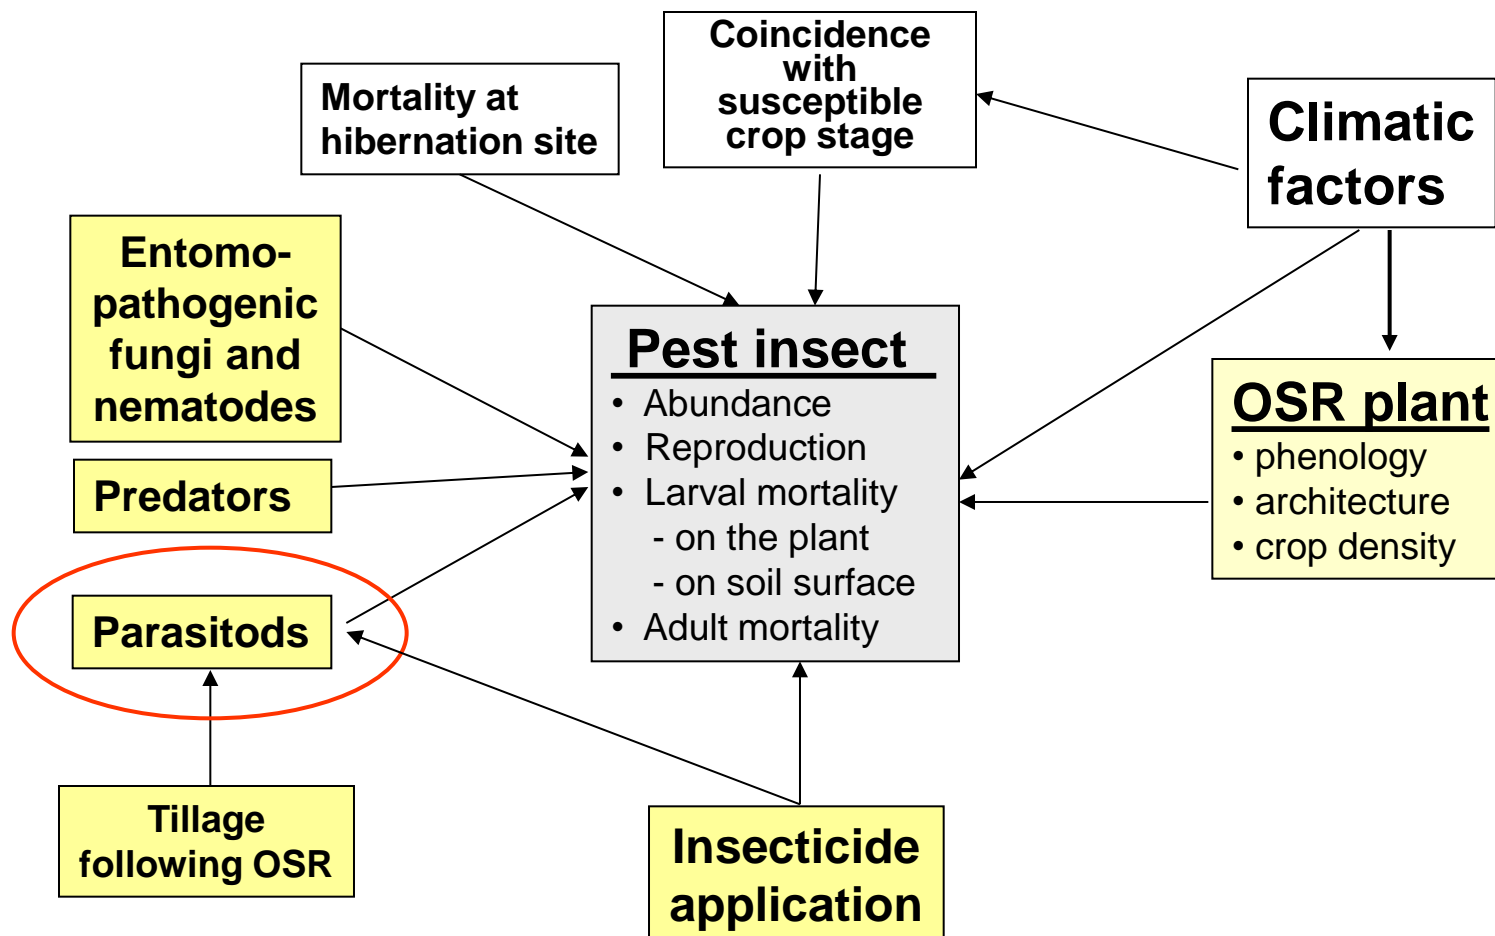 Coincidence
with
susceptible
crop stage
Mortality at
hibernation site
Climatic
factors
Entomo-
pathogenic
fungi and
nematodes
Pest insect
• Abundance
• Reproduction
• Larval mortality
- on the plant
- on soil surface
• Adult mortality
OSR plant
• phenology
• architecture
• crop density
Predators
Parasitods
Tillage
following OSR
Insecticide
application